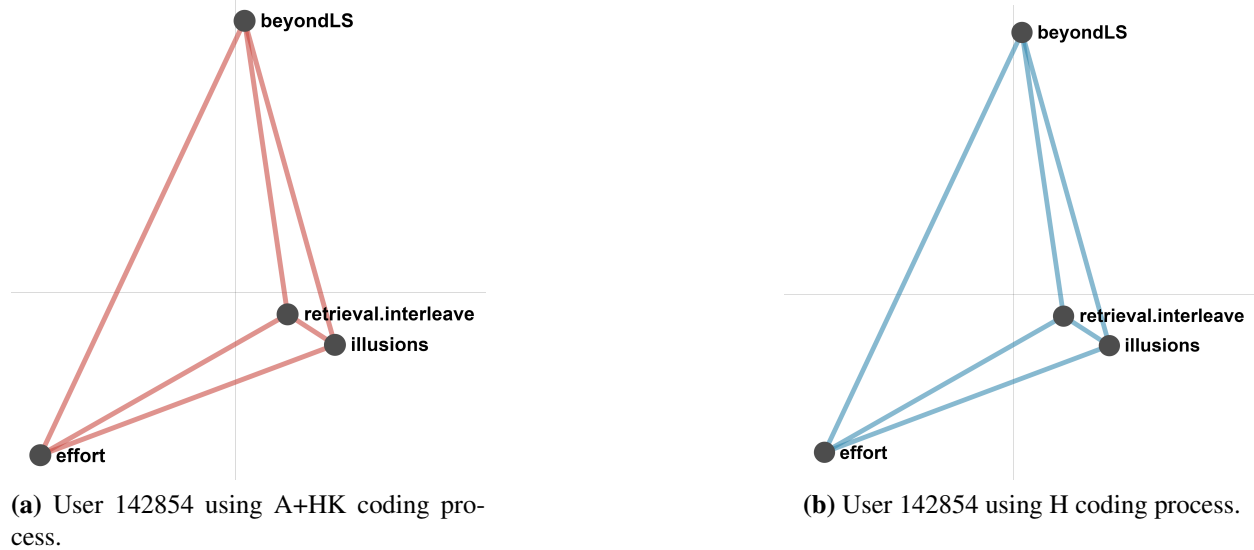 beyondLS
retrieval.interleave
illusions
effort
(a) User 142854 using A+HK coding pro-
cess.
beyondLS
retrieval.interleave
illusions
effort
(b) User 142854 using H coding process.